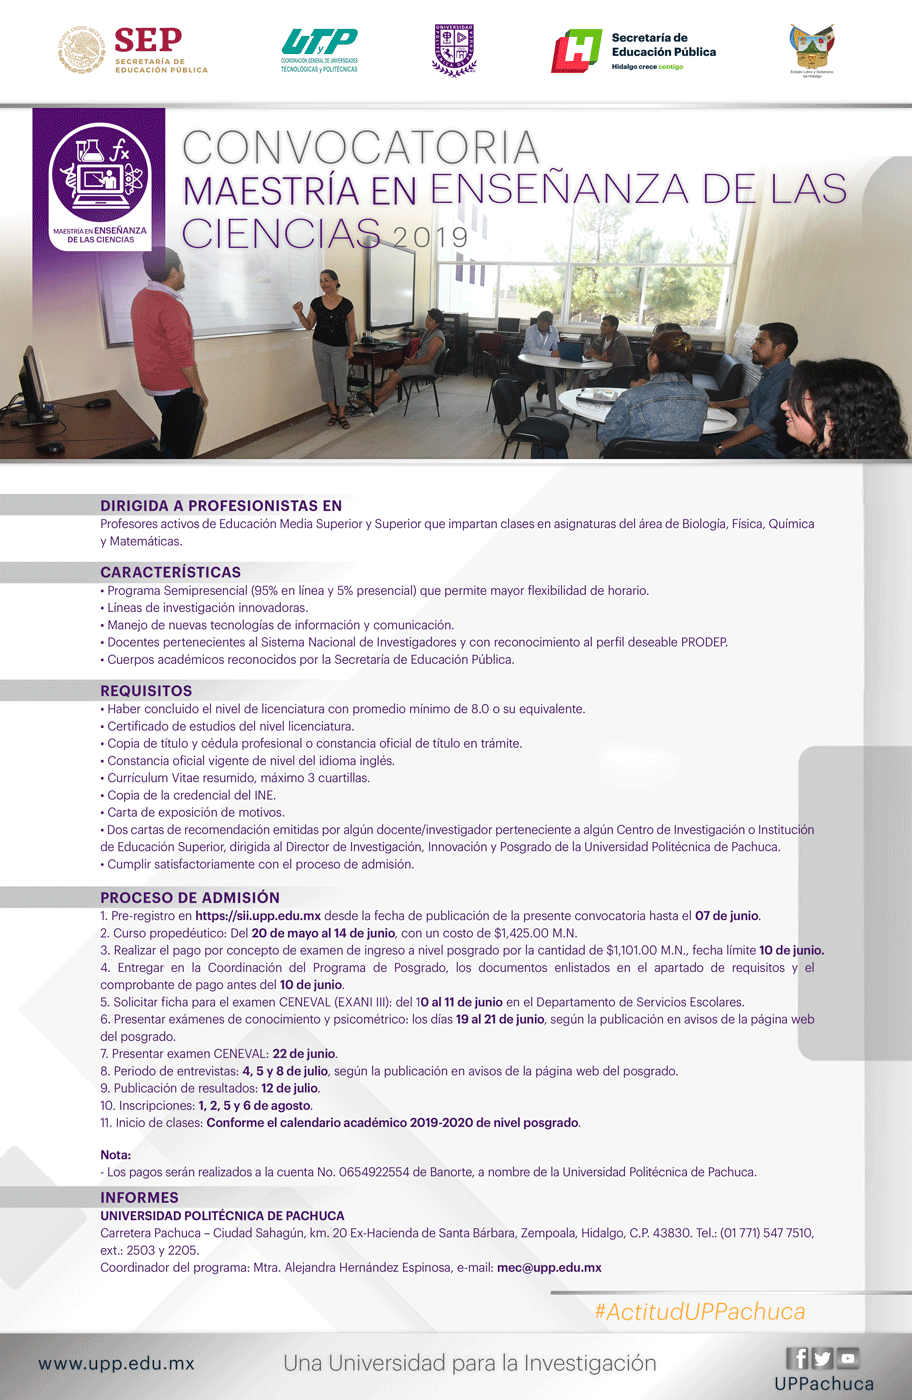 SEP
SECRETARÍA DE
EDUCACIÓN PÚBLICA
UTyP
COORDINACIÓN GENERAL DE UNIVERSIDADES
TECNOLÓGICAS y POLITÉCNICAS
Secretaría de
Educación Pública
Hidalgo crece contigo
Estado Libre y Soberano
de Hidalgo
CONVOCATORIA
MAESTRÍA EN ENSEÑANZA DE LAS
CIENCIAS 2019
fx
MAESTRÍA EN ENSEÑANZA
DE LAS CIENCIAS
DIRIGIDA A PROFESIONISTAS EN
Profesores activos de Educación Media Superior y Superior que impartan clases en asignaturas del área de Biología, Física, Química
y Matemáticas.
CARACTERÍSTICAS
• Programa Semipresencial (95% en línea y 5% presencial) que permite mayor flexibilidad de horario.
• Líneas de investigación innovadoras.
• Manejo de nuevas tecnologías de información y comunicación.
• Docentes pertenecientes al Sistema Nacional de Investigadores y con reconocimiento al perfil deseable PRODEP.
• Cuerpos académicos reconocidos por la Secretaría de Educación Pública.
REQUISITOS
• Haber concluido el nivel de licenciatura con promedio mínimo de 8.0 o su equivalente.
• Certificado de estudios del nivel licenciatura.
• Copia de título y cédula profesional o constancia oficial de título en trámite.
• Constancia oficial vigente de nivel del idioma inglés.
• Currículum Vitae resumido, máximo 3 cuartillas.
• Copia de la credencial del INE.
• Carta de exposición de motivos.
• Dos cartas de recomendación emitidas por algún docente/investigador perteneciente a algún Centro de Investigación o Institución
de Educación Superior, dirigida al Director de Investigación, Innovación y Posgrado de la Universidad Politécnica de Pachuca.
• Cumplir satisfactoriamente con el proceso de admisión.
PROCESO DE ADMISIÓN
1. Pre-registro en https://sii.upp.edu.mx desde la fecha de publicación de la presente convocatoria hasta el 07 de junio.
2. Curso propedéutico: Del 20 de mayo al 14 de junio, con un costo de $1,425.00 M.N.
3. Realizar el pago por concepto de examen de ingreso a nivel posgrado por la cantidad de $1,101.00 M.N., fecha límite 10 de junio.
4. Entregar en la Coordinación del Programa de Posgrado, los documentos enlistados en el apartado de requisitos y el
comprobante de pago antes del 10 de junio.
5. Solicitar ficha para el examen CENEVAL (EXANI III): del 10 al 11 de junio en el Departamento de Servicios Escolares.
6. Presentar exámenes de conocimiento y psicométrico: los días 19 al 21 de junio, según la publicación en avisos de la página web
del posgrado.
7. Presentar examen CENEVAL: 22 de junio.
8. Periodo de entrevistas: 4, 5 y 8 de julio, según la publicación en avisos de la página web del posgrado.
9. Publicación de resultados: 12 de julio.
10. Inscripciones: 1, 2, 5 y 6 de agosto.
11. Inicio de clases: Conforme el calendario académico 2019-2020 de nivel posgrado.
Nota:
- Los pagos serán realizados a la cuenta No. 0654922554 de Banorte, a nombre de la Universidad Politécnica de Pachuca.
INFORMES
UNIVERSIDAD POLITÉCNICA DE PACHUCA
Carretera Pachuca – Ciudad Sahagún, km. 20 Ex-Hacienda de Santa Bárbara, Zempoala, Hidalgo, C.P. 43830. Tel.: (01 771) 547 7510,
ext.: 2503 y 2205.
Coordinador del programa: Mtra. Alejandra Hernández Espinosa, e-mail: mec@upp.edu.mx
#ActitudUPPachuca
www.upp.edu.mx
Una Universidad para la Investigación
UPPachuca